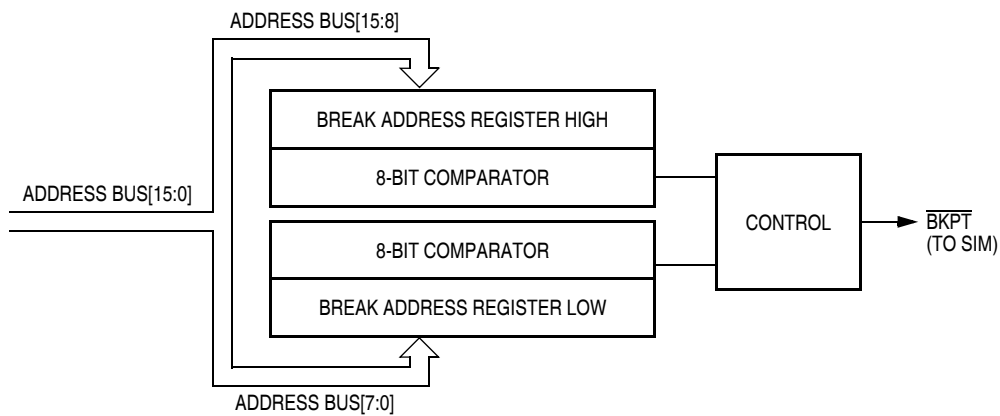 ADDRESS BUS[15:8]
BREAK ADDRESS REGISTER HIGH
8-BIT COMPARATOR
ADDRESS BUS[15:0]
CONTROL
BKPT
(TO SIM)
8-BIT COMPARATOR
BREAK ADDRESS REGISTER LOW
ADDRESS BUS[7:0]